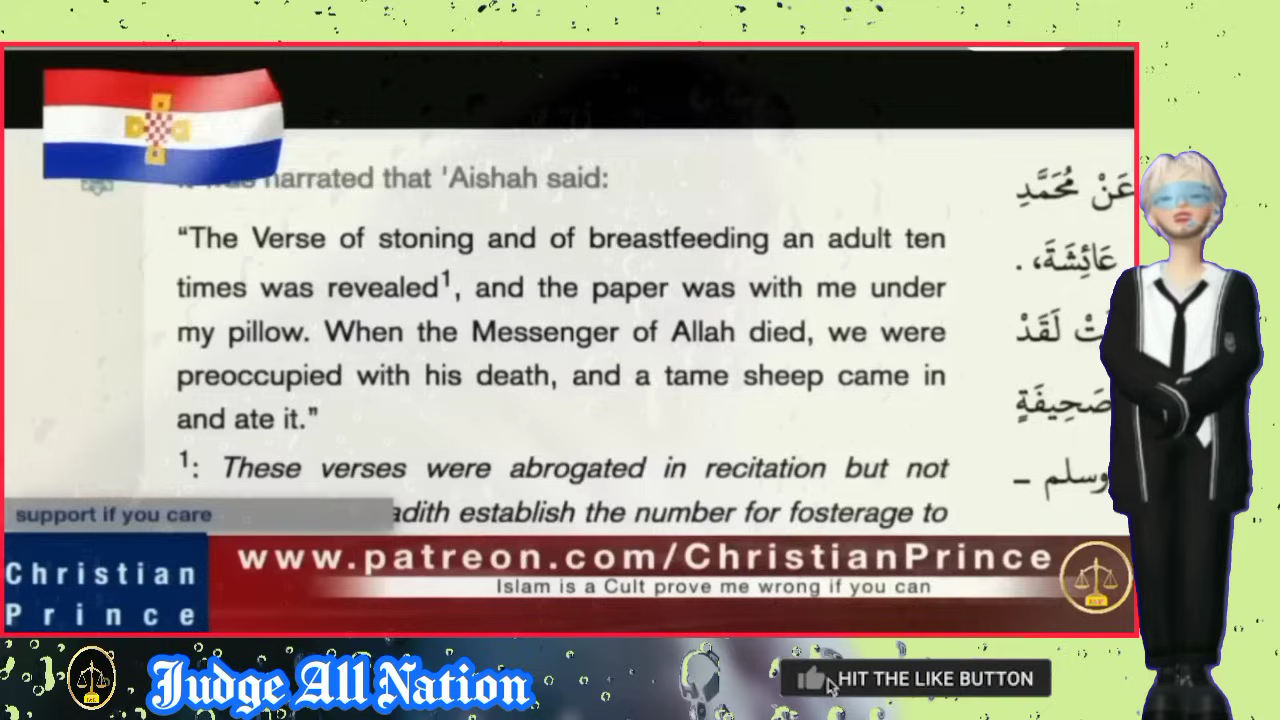 narrated that 'Aishah said:
“The Verse of stoning and of breastfeeding an adult ten
times was revealed¹, and the paper was with me under
my pillow. When the Messenger of Allah died, we were
preoccupied with his death, and a tame sheep came in
and ate it.”
¹: These verses were abrogated in recitation but not
establish the number for fosterage to
عَنْ مُحَمَّدِ
عَائِشَةَ، .
لَقَدْ
صَحِيفَةٍ
وسلم –
support if you care
Christian
Prince
www.patreon.com/ChristianPrince
Islam is a Cult prove me wrong if you can
Judge All Nation
HIT THE LIKE BUTTON